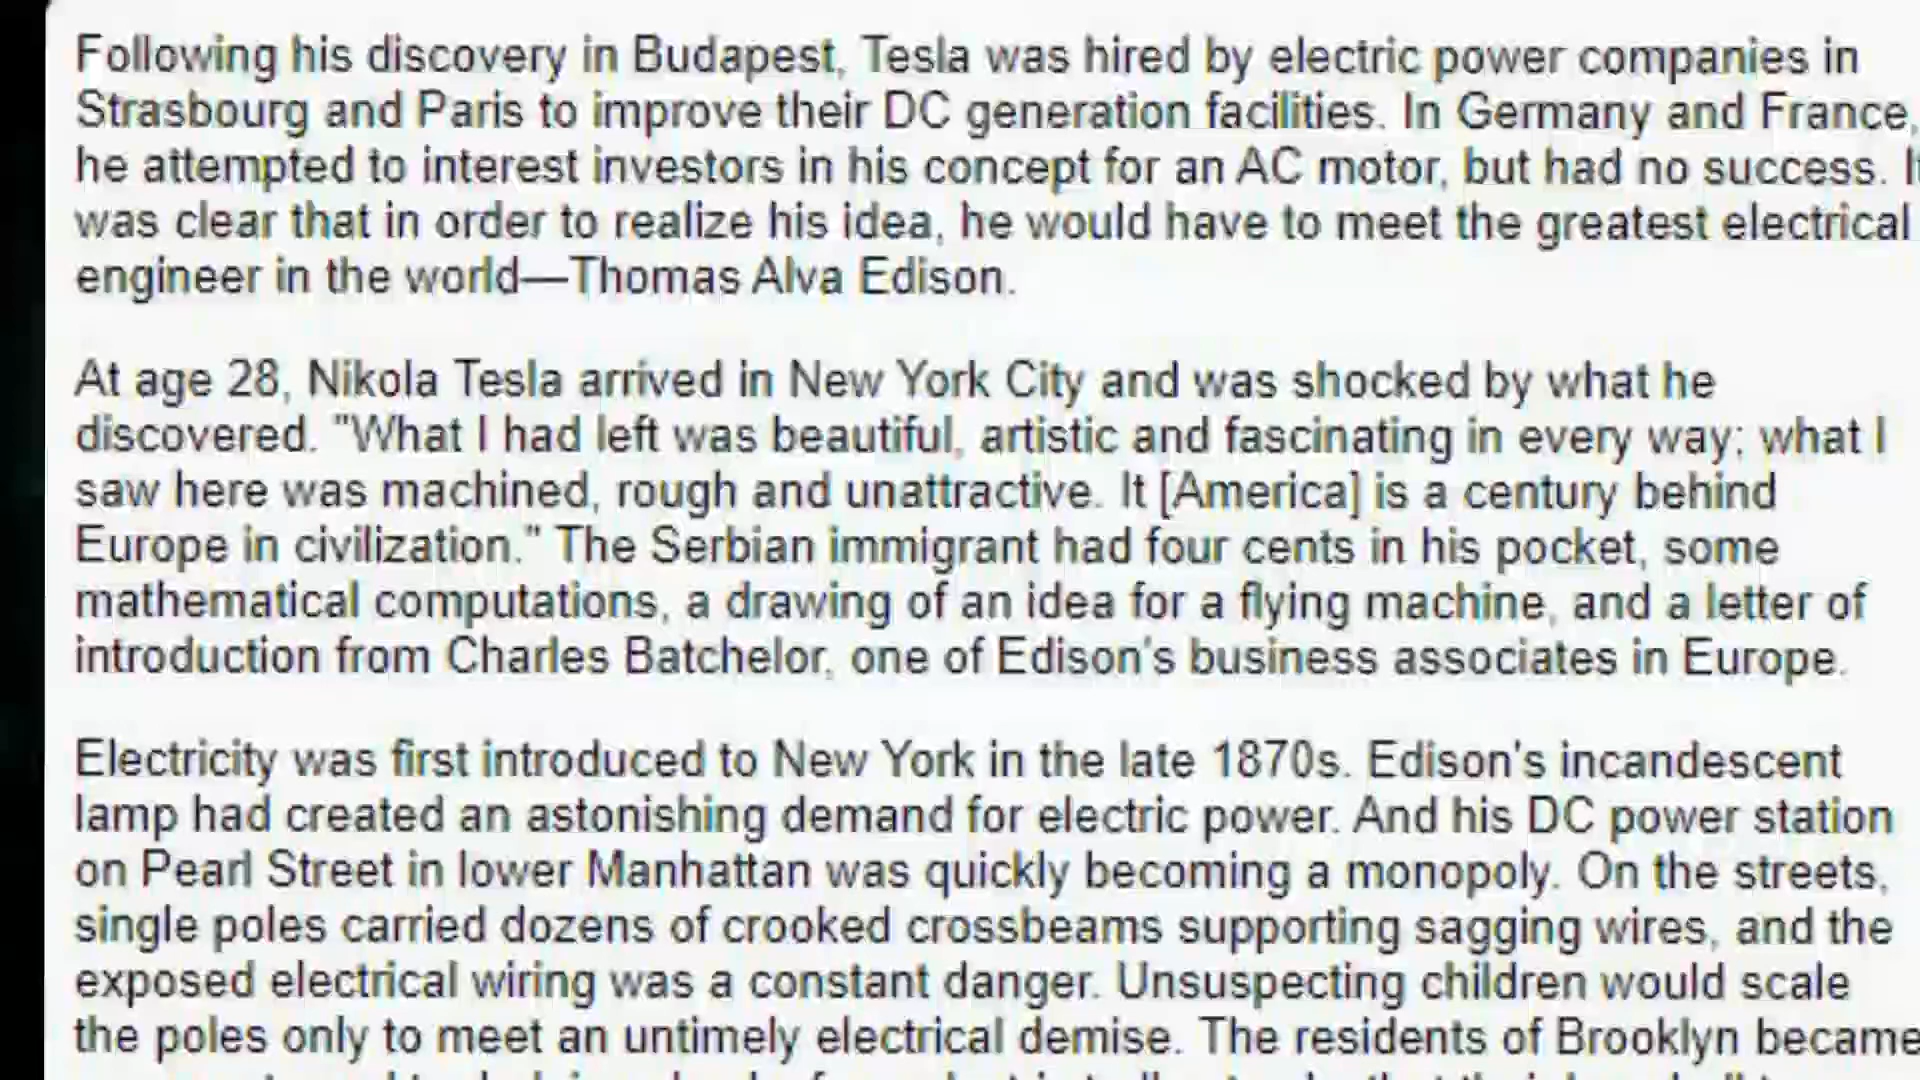 Following his discovery in Budapest, Tesla was hired by electric power companies in
Strasbourg and Paris to improve their DC generation facilities. In Germany and France,
he attempted to interest investors in his concept for an AC motor, but had no success. It
was clear that in order to realize his idea, he would have to meet the greatest electrical
engineer in the world—Thomas Alva Edison.
At age 28, Nikola Tesla arrived in New York City and was shocked by what he
discovered. "What I had left was beautiful, artistic and fascinating in every way; what I
saw here was machined, rough and unattractive. It [America] is a century behind
Europe in civilization." The Serbian immigrant had four cents in his pocket, some
mathematical computations, a drawing of an idea for a flying machine, and a letter of
introduction from Charles Batchelor, one of Edison's business associates in Europe.
Electricity was first introduced to New York in the late 1870s. Edison's incandescent
lamp had created an astonishing demand for electric power. And his DC power station
on Pearl Street in lower Manhattan was quickly becoming a monopoly. On the streets,
single poles carried dozens of crooked crossbeams supporting sagging wires, and the
exposed electrical wiring was a constant danger. Unsuspecting children would scale
the poles only to meet an untimely electrical demise. The residents of Brooklyn became